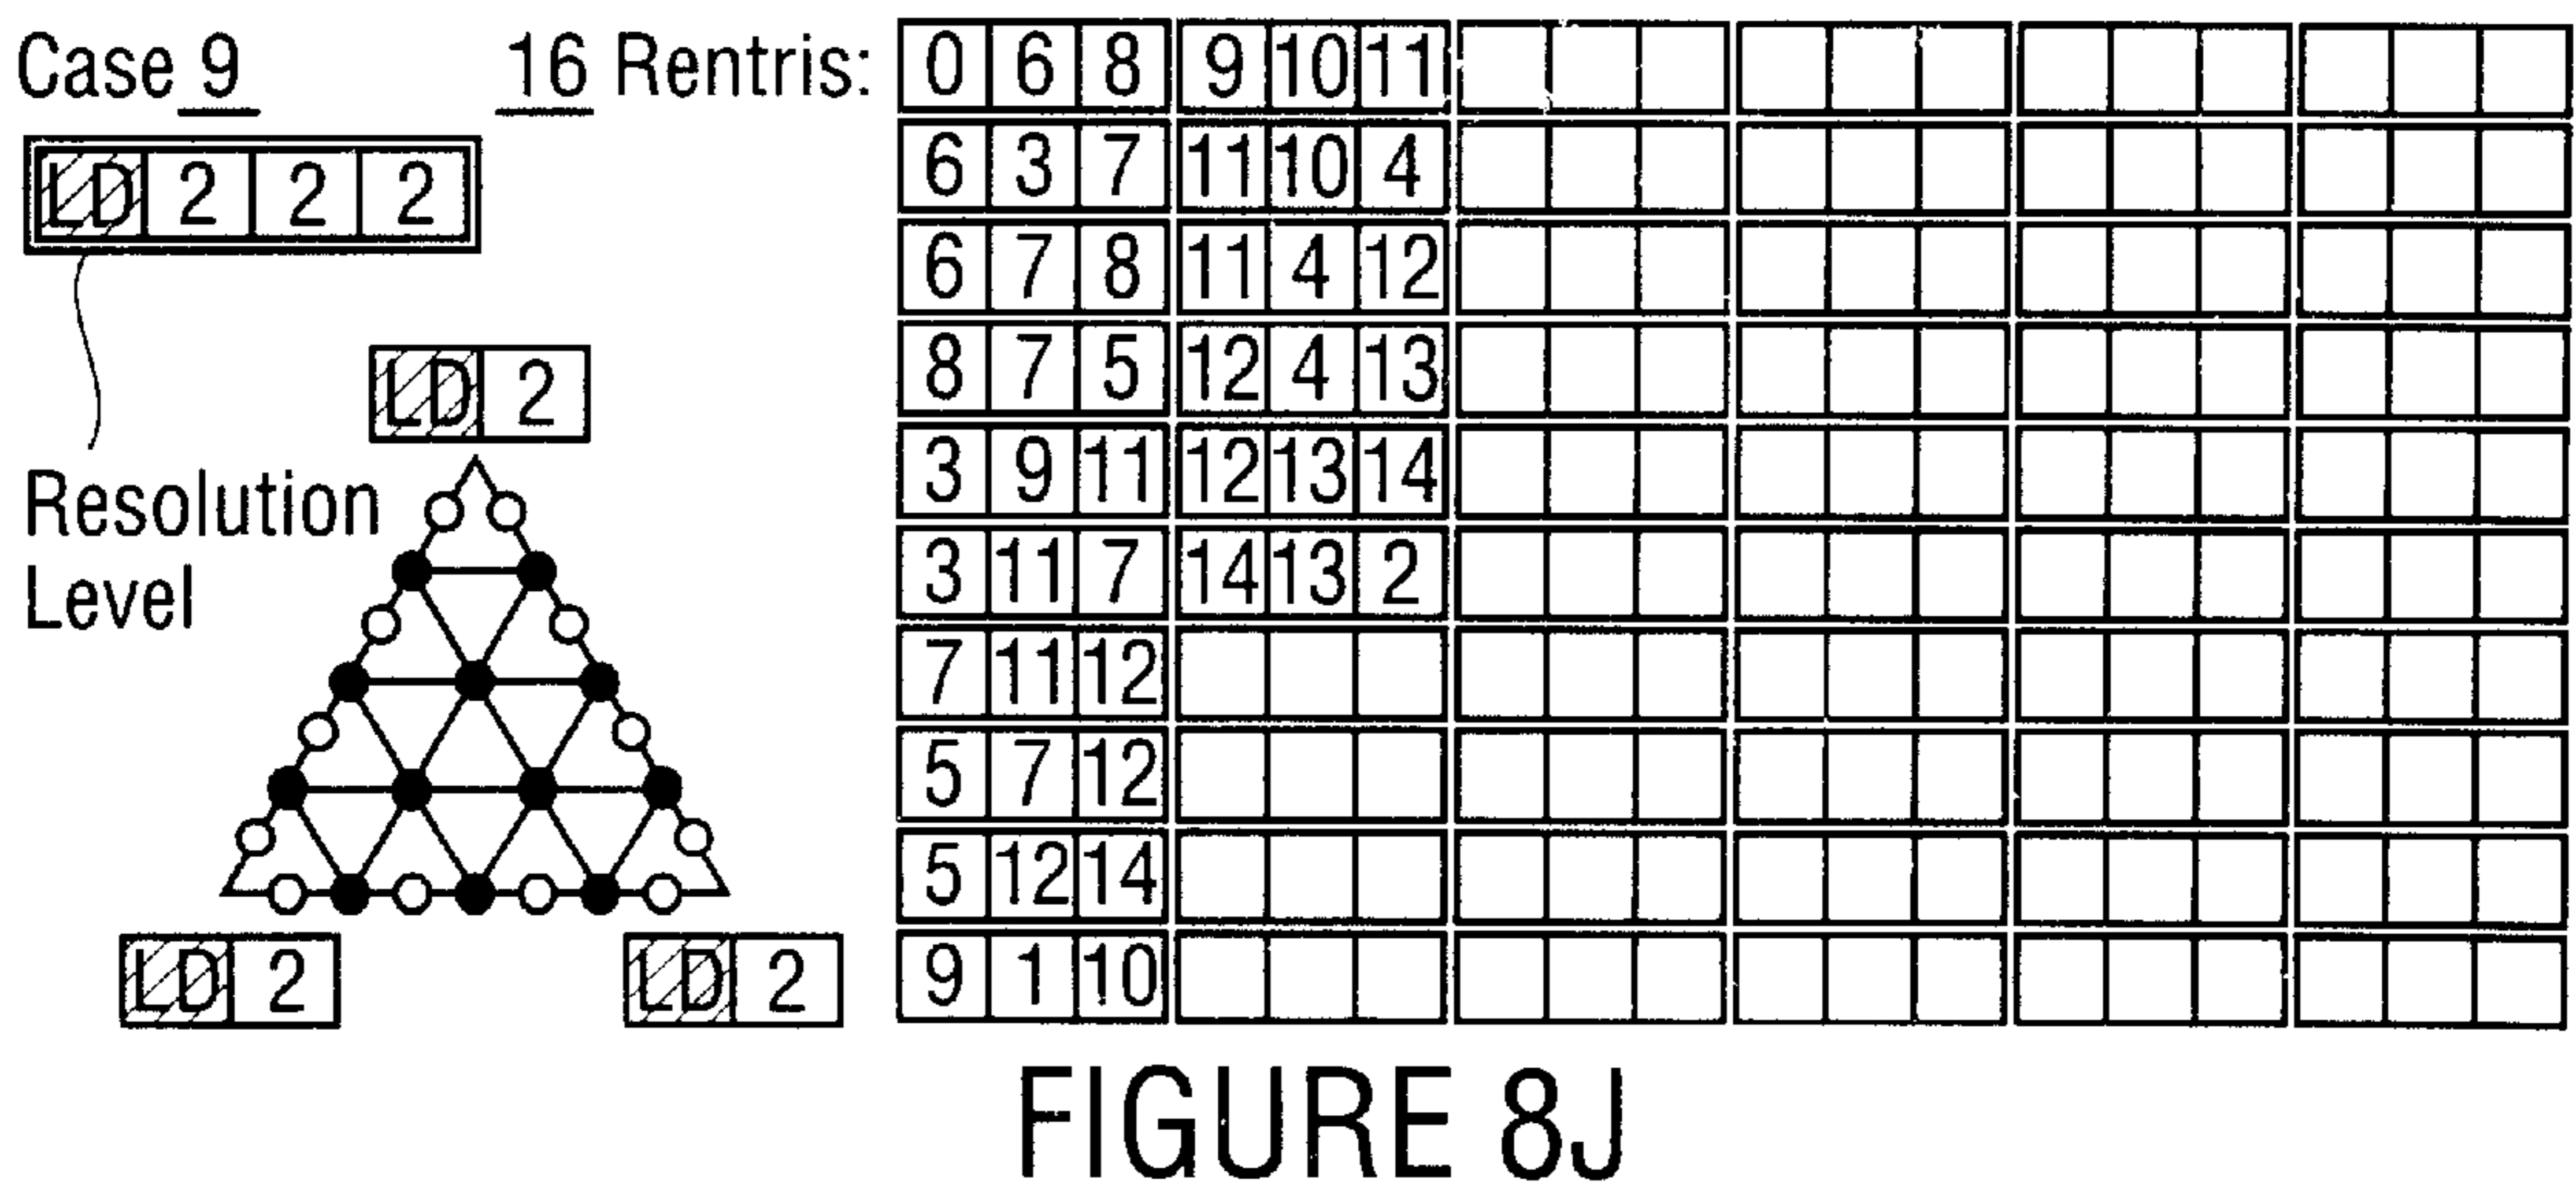 Case 9 16 Rentris: 0 6 8 9 10 11
6 3 7 11 10 4
LD 2 2 2
6 7 8 11 4 12
8 7 5 12 4 13
LD 2
3 9 11 12 13 14
Resolution
Level
3 11 7 14 13 2
7 11 12
5 7 12
5 12 14
9 1 10
LD 2 LD 2
FIGURE 8J